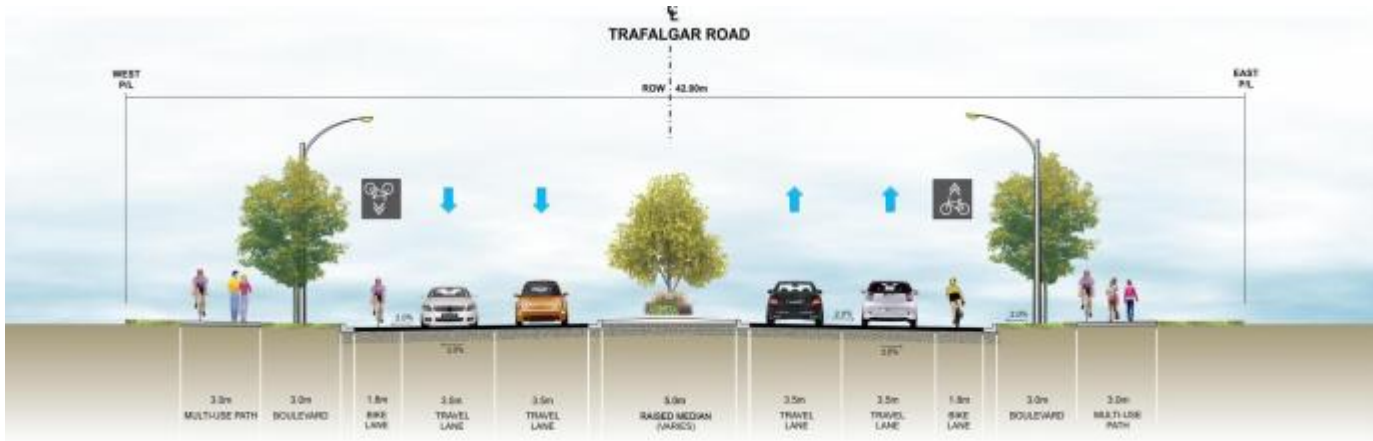 ℄
TRAFALGAR ROAD
WEST
P/L
EAST
P/L
ROW 42.00m
2.0%
2.0%
2.0%
2.0%
2.0%
3.0m
MULTI-USE PATH
3.0m
BOULEVARD
1.8m
BIKE
LANE
3.5m
TRAVEL
LANE
3.5m
TRAVEL
LANE
5.0m
RAISED MEDIAN
(VARIES)
3.5m
TRAVEL
LANE
3.5m
TRAVEL
LANE
1.8m
BIKE
LANE
3.0m
BOULEVARD
3.0m
MULTI-USE
PATH